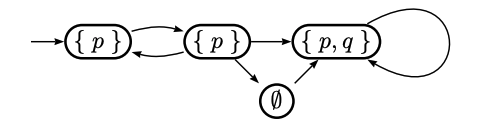 { p } { p } { p, q }
∅